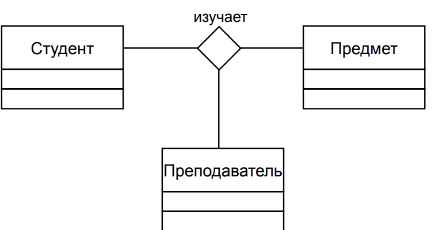 изучает
Студент
Предмет
Преподаватель